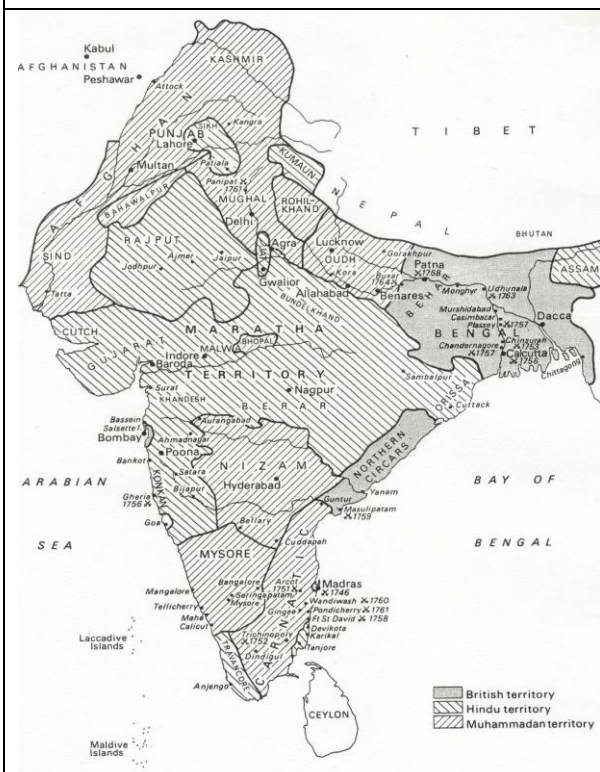 Kabul
AFGHANISTAN
Peshawar
Attock
KASHMIR
AFGHAN
SIKH
Kangra
PUNJAB
Lahore
Multan
Patiala
Panipat
1761
BAHAWALPUR
MUGHAL
Delhi
KUMAUN
ROHIL-
KHAND
TIBET
NEPAL
BHUTAN
SIND
Tarta
RAJPUT
Jodhpur
Ajmer
Jaipur
JAT
Agra
Gwalior
Lucknow
OUDH
Kora
Gorakhpur
Allahabad
Buxar
1764
Benares
Patna
1758
BEHAR
Monghyr
Udhunala
1763
ASSAM
Murshidabad
Casimbazar
Plassey
1757
BENGAL
Dacca
Chandernagore
1757
Chinsurah
Calcutta
1756
Chittagong
BUNDELKHAND
CUTCH
GUJARAT
MARATHA
MALWA
BHOPAL
Indore
Baroda
TERRITORY
Surat
KHANDESH
Nagpur
BERAR
Sambalpur
ORISSA
Cuttack
Bassein
Salsette
Bombay
Aurangabad
Ahmadnagar
Poona
Bankot
Satara
KONKAN
Bijapur
Gheria
1756
Goa
NIZAM
Hyderabad
NORTHERN
CIRCARS
Yanam
Guntur
Masulipatam
1759
Bellary
Cuddapah
ARABIAN
SEA
BAY OF
BENGAL
MYSORE
Bangalore
Seringapatam
Mysore
Mangalore
Tellicherry
Mahé
Calicut
CARNATIC
Arcot
1751
Madras
1746
Wandiwash 1760
Gingee
Pondicherry 1761
Ft St David 1758
Devikota
Karikal
Tanjore
Trichinopoly
1752
Dindigul
TRAVANCORE
Anjengo
Laccadive
Islands
Maldive
Islands
CEYLON
British territory
Hindu territory
Muhammadan territory